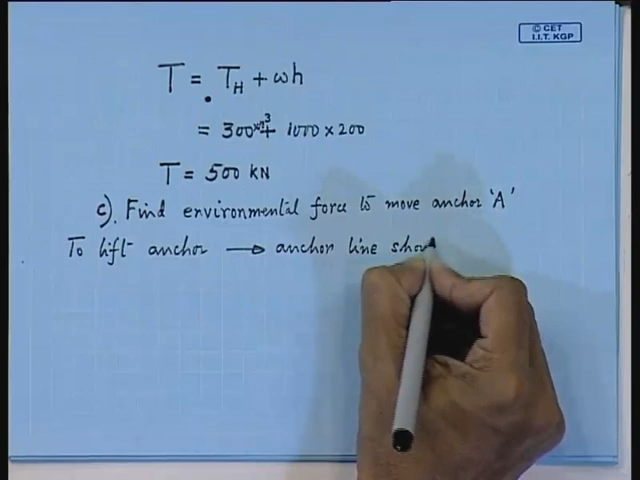 © CET
I.I.T. KGP
T = T_H + ωh
= 300×10³ + 1000 × 200
T = 500 KN
c). Find environmental force to move anchor 'A'
To lift anchor → anchor line sho